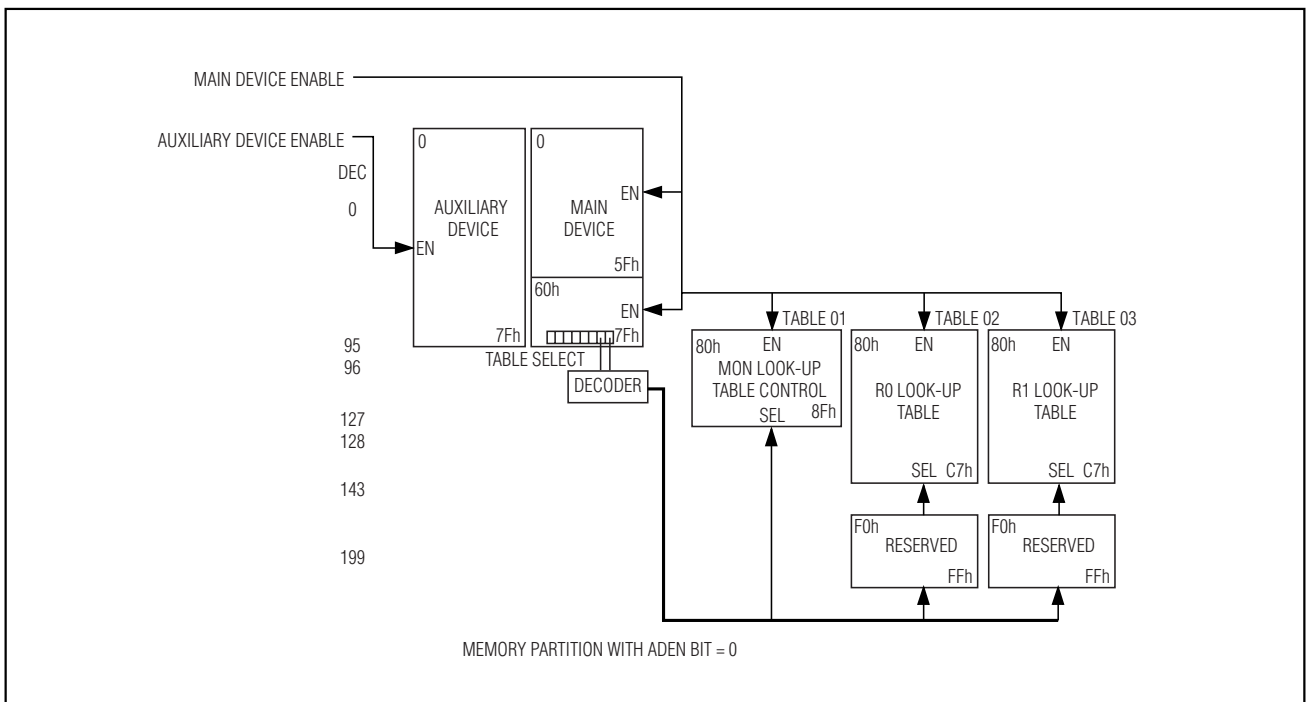 MAIN DEVICE ENABLE
AUXILIARY DEVICE ENABLE
DEC
0
95
96
127
128
143
199
0
AUXILIARY
DEVICE
EN
7Fh
0
EN
MAIN
DEVICE
5Fh
60h
EN
7Fh
TABLE SELECT
DECODER
TABLE 01
80h
EN
MON LOOK-UP
TABLE CONTROL
SEL
8Fh
TABLE 02
80h
EN
R0 LOOK-UP
TABLE
SEL C7h
F0h
RESERVED
FFh
TABLE 03
80h
EN
R1 LOOK-UP
TABLE
SEL C7h
F0h
RESERVED
FFh
MEMORY PARTITION WITH ADEN BIT = 0